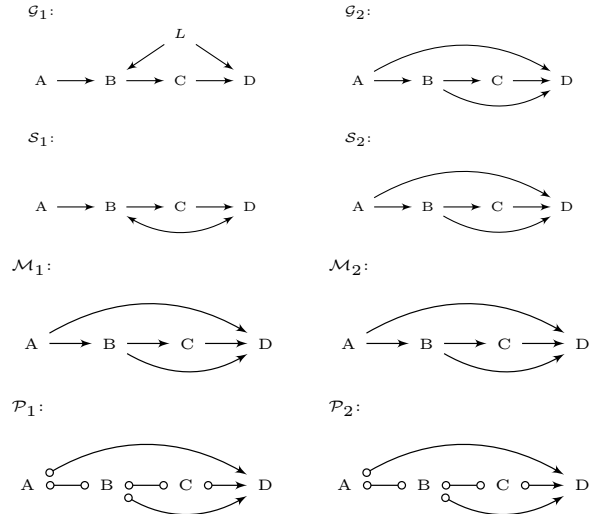 𝒢₁: 𝒢₂:
L
A B C D A B C D
𝒮₁: 𝒮₂:
A B C D A B C D
ℳ₁: ℳ₂:
A B C D A B C D
𝒫₁: 𝒫₂:
A B C D A B C D